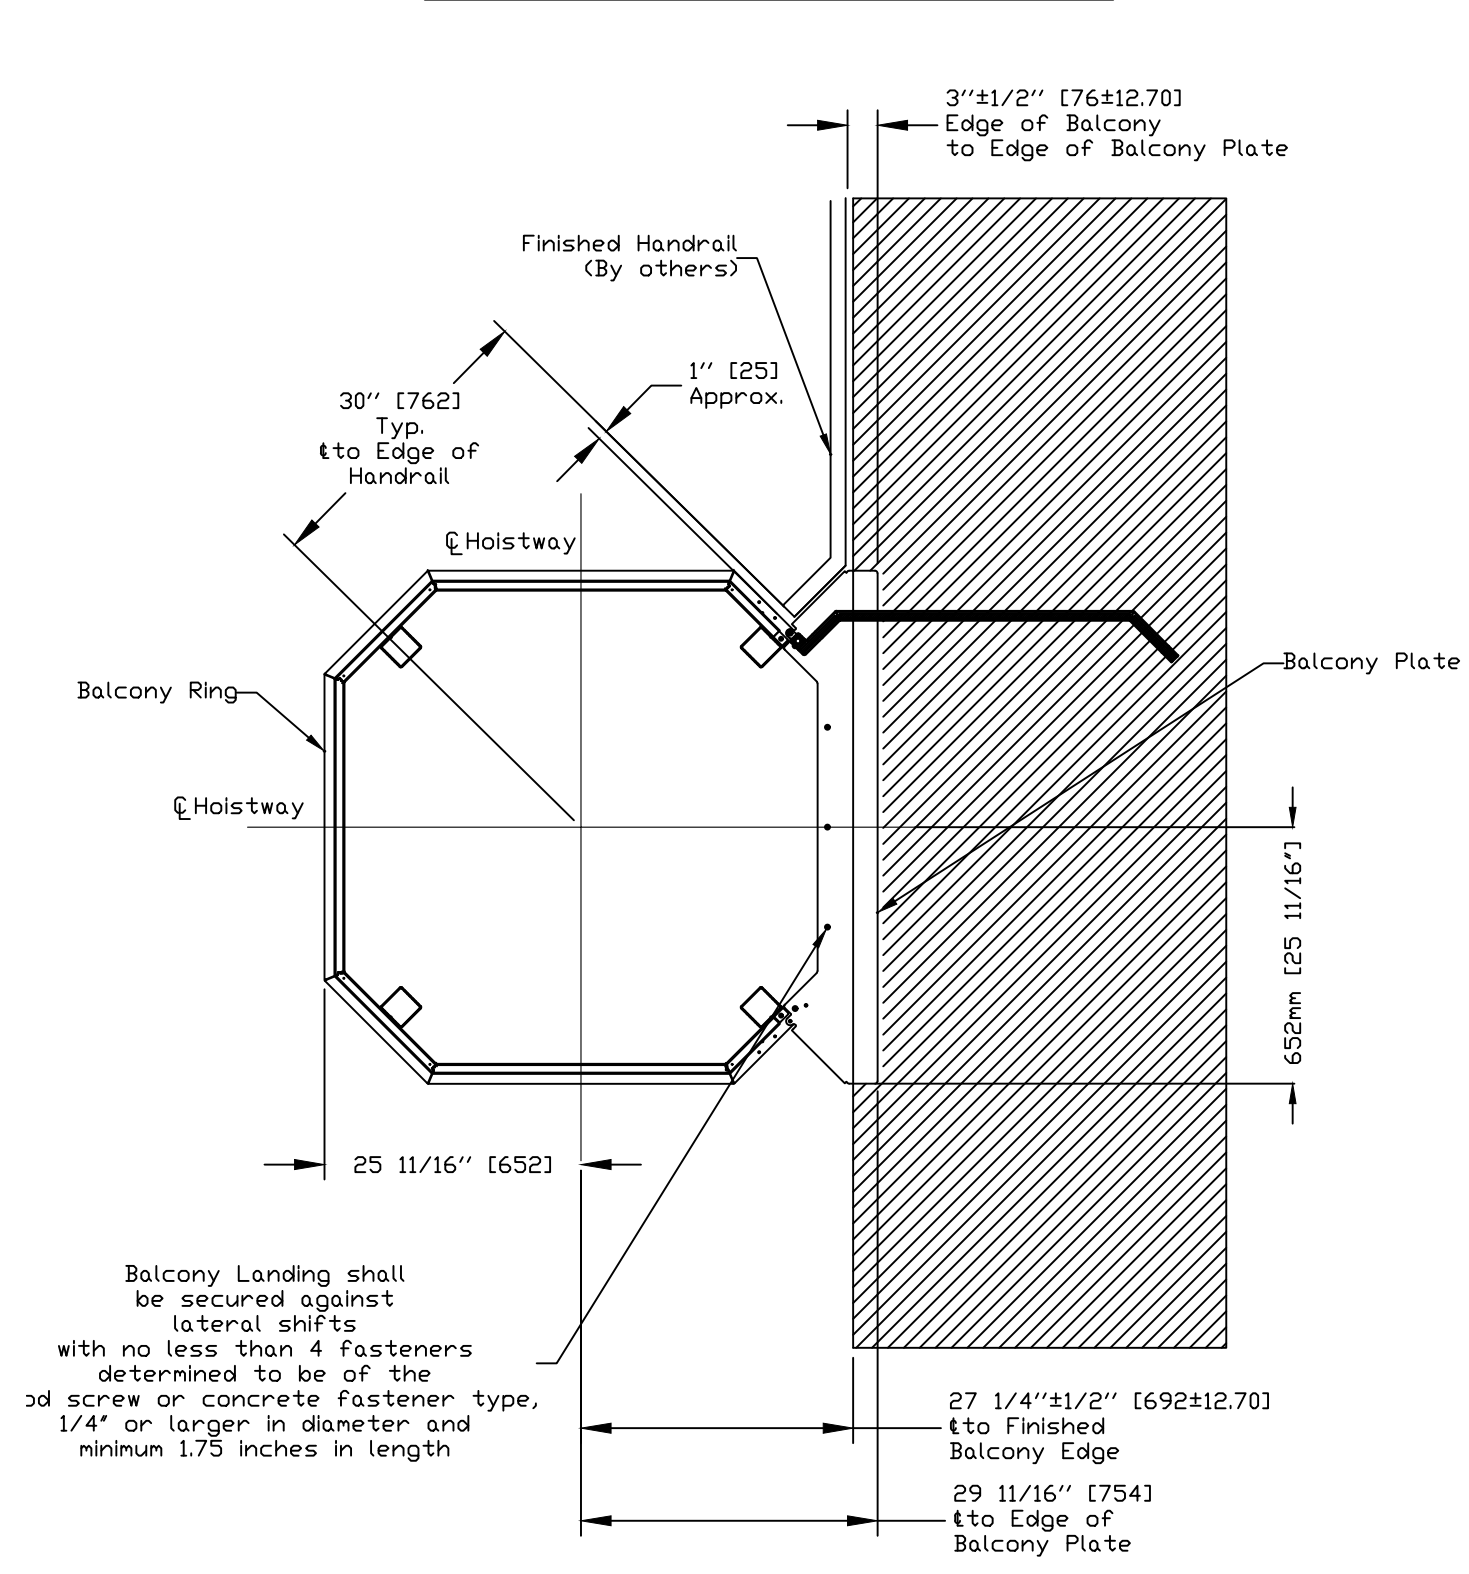 3''±1/2'' [76±12.70]
Edge of Balcony
to Edge of Balcony Plate
Finished Handrail
(By others)
1'' [25]
Approx.
30'' [762]
Typ.
℄to Edge of
Handrail
℄Hoistway
Balcony Plate
Balcony Ring
℄Hoistway
652mm [25 11/16"]
25 11/16'' [652]
Balcony Landing shall
be secured against
lateral shifts
with no less than 4 fasteners
determined to be of the
screw or concrete fastener type,
1/4" or larger in diameter and
minimum 1.75 inches in length
27 1/4''±1/2'' [692±12.70]
℄to Finished
Balcony Edge
29 11/16'' [754]
℄to Edge of
Balcony Plate